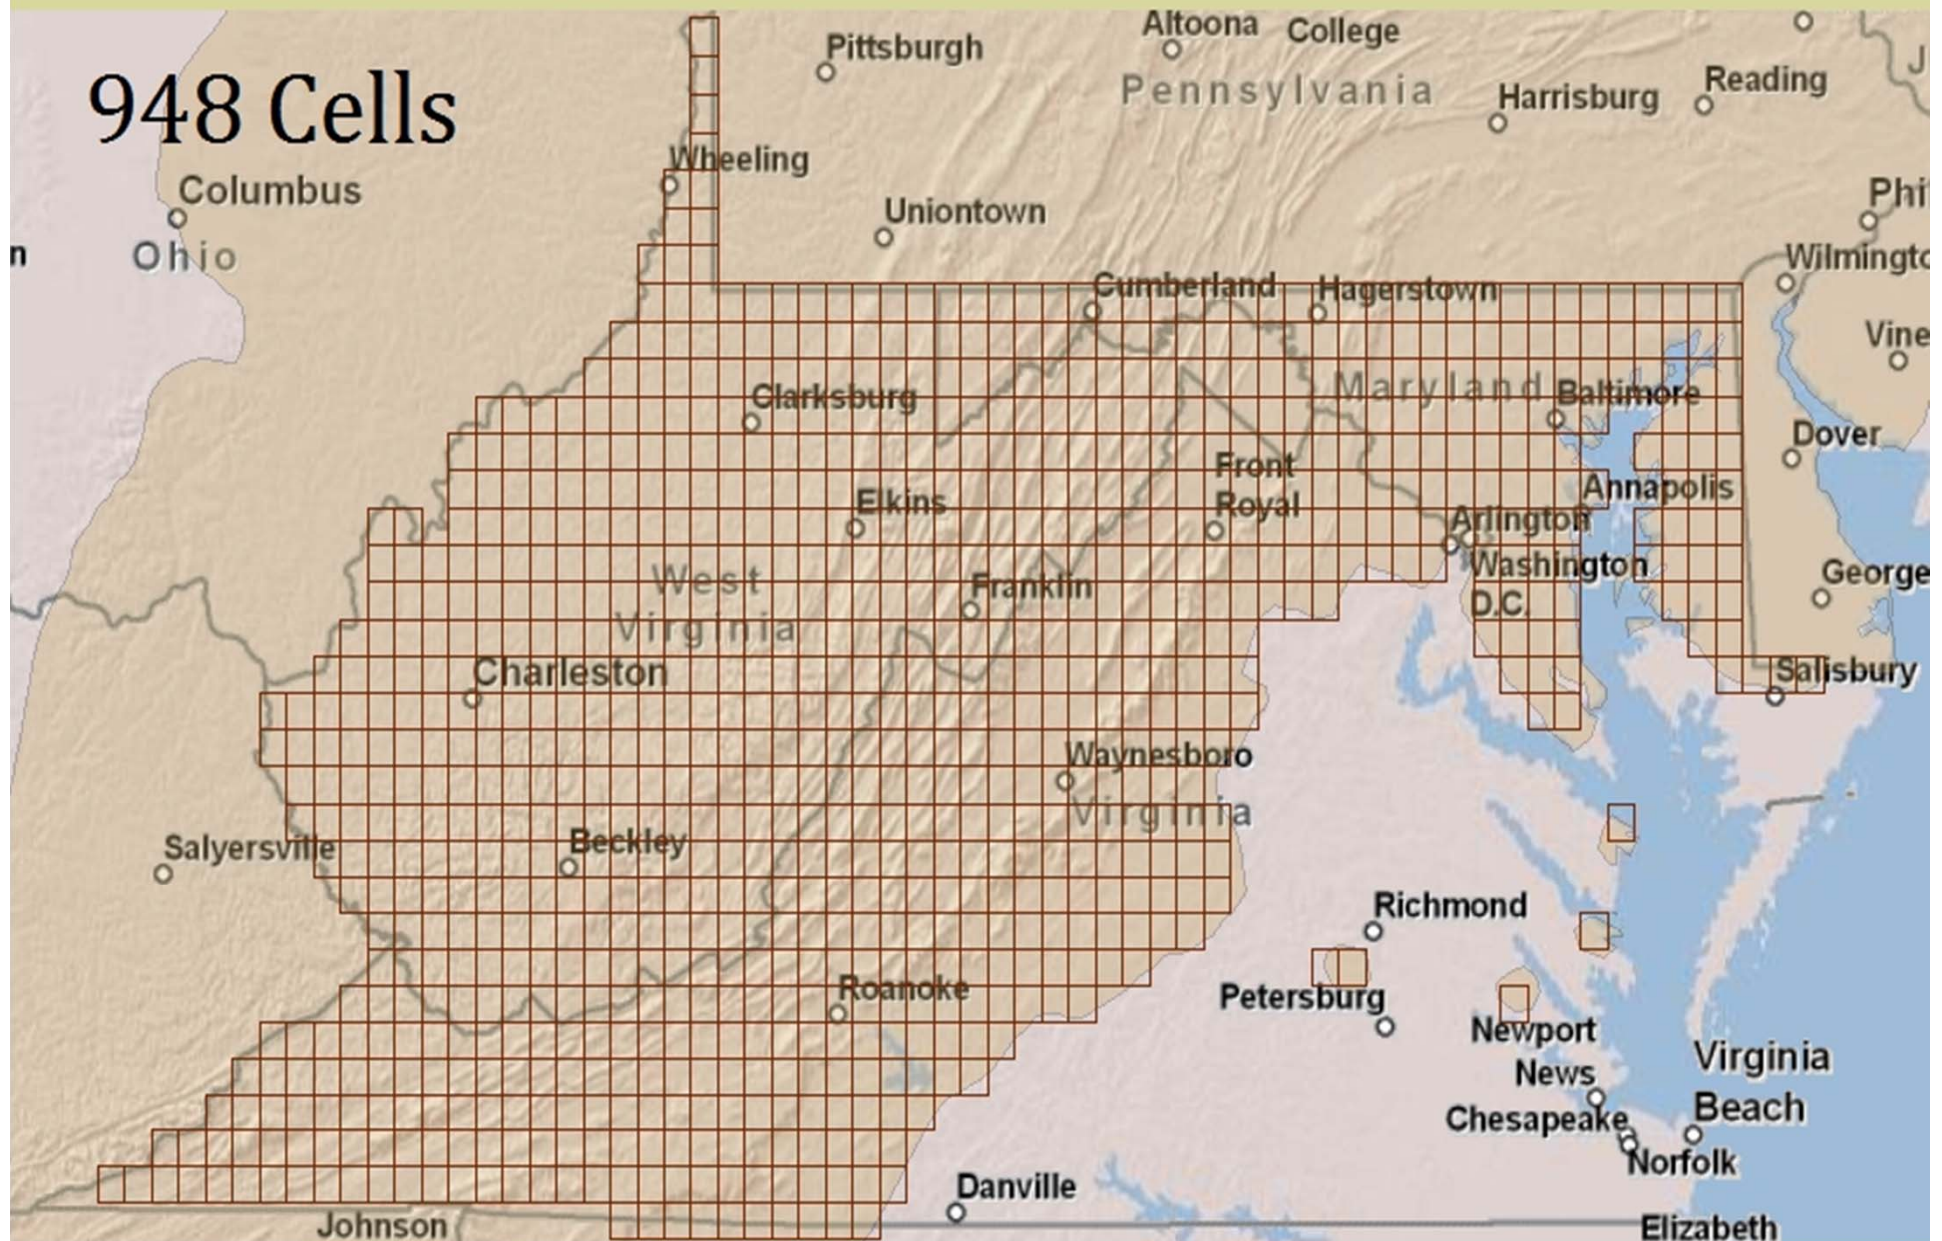 Altoona
College
Pittsburgh
Pennsylvania
J
Reading
Harrisburg
948 Cells
Wheeling
Columbus
Phi
Uniontown
n
Ohio
Wilmingto
Cumberland
Hagerstown
Vine
Maryland
Baltimore
Clarksburg
Dover
Front
Royal
Annapolis
Elkins
Arlington
Washington
D.C.
George
West
Virginia
Franklin
Charleston
Salisbury
Waynesboro
Virginia
Salyersville
Beckley
Richmond
Roanoke
Petersburg
Newport
News
Virginia
Beach
Chesapeake
Norfolk
Danville
Johnson
Elizabeth